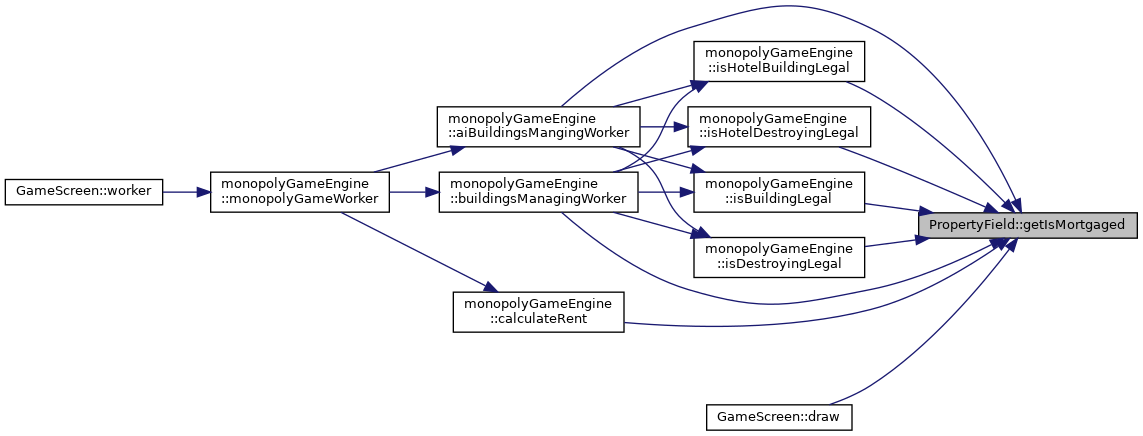 monopolyGameEngine
::isHotelBuildingLegal
monopolyGameEngine
::aiBuildingsMangingWorker
monopolyGameEngine
::isHotelDestroyingLegal
GameScreen::worker
monopolyGameEngine
::monopolyGameWorker
monopolyGameEngine
::buildingsManagingWorker
monopolyGameEngine
::isBuildingLegal
PropertyField::getIsMortgaged
monopolyGameEngine
::isDestroyingLegal
monopolyGameEngine
::calculateRent
GameScreen::draw